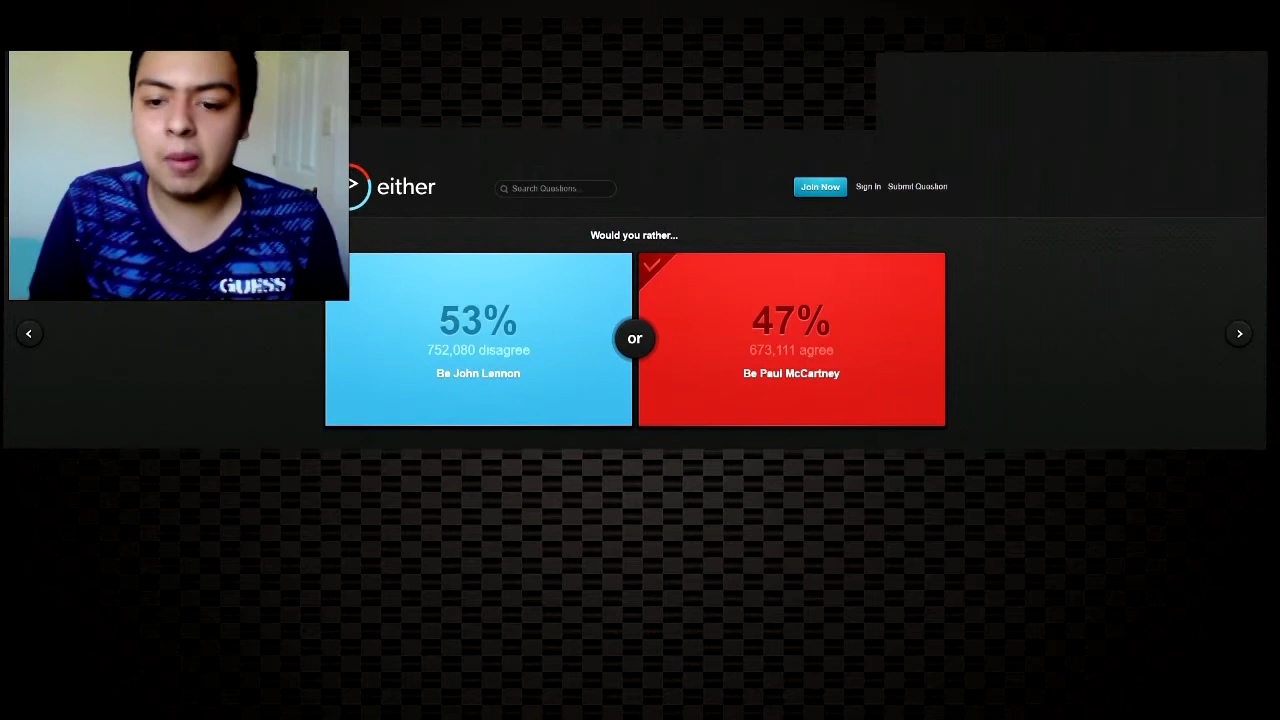 either
Search Questions...
Join Now Sign In Submit Question
Would you rather...
53%
752,080 disagree
Be John Lennon
or
47%
673,111 agree
Be Paul McCartney
GUESS